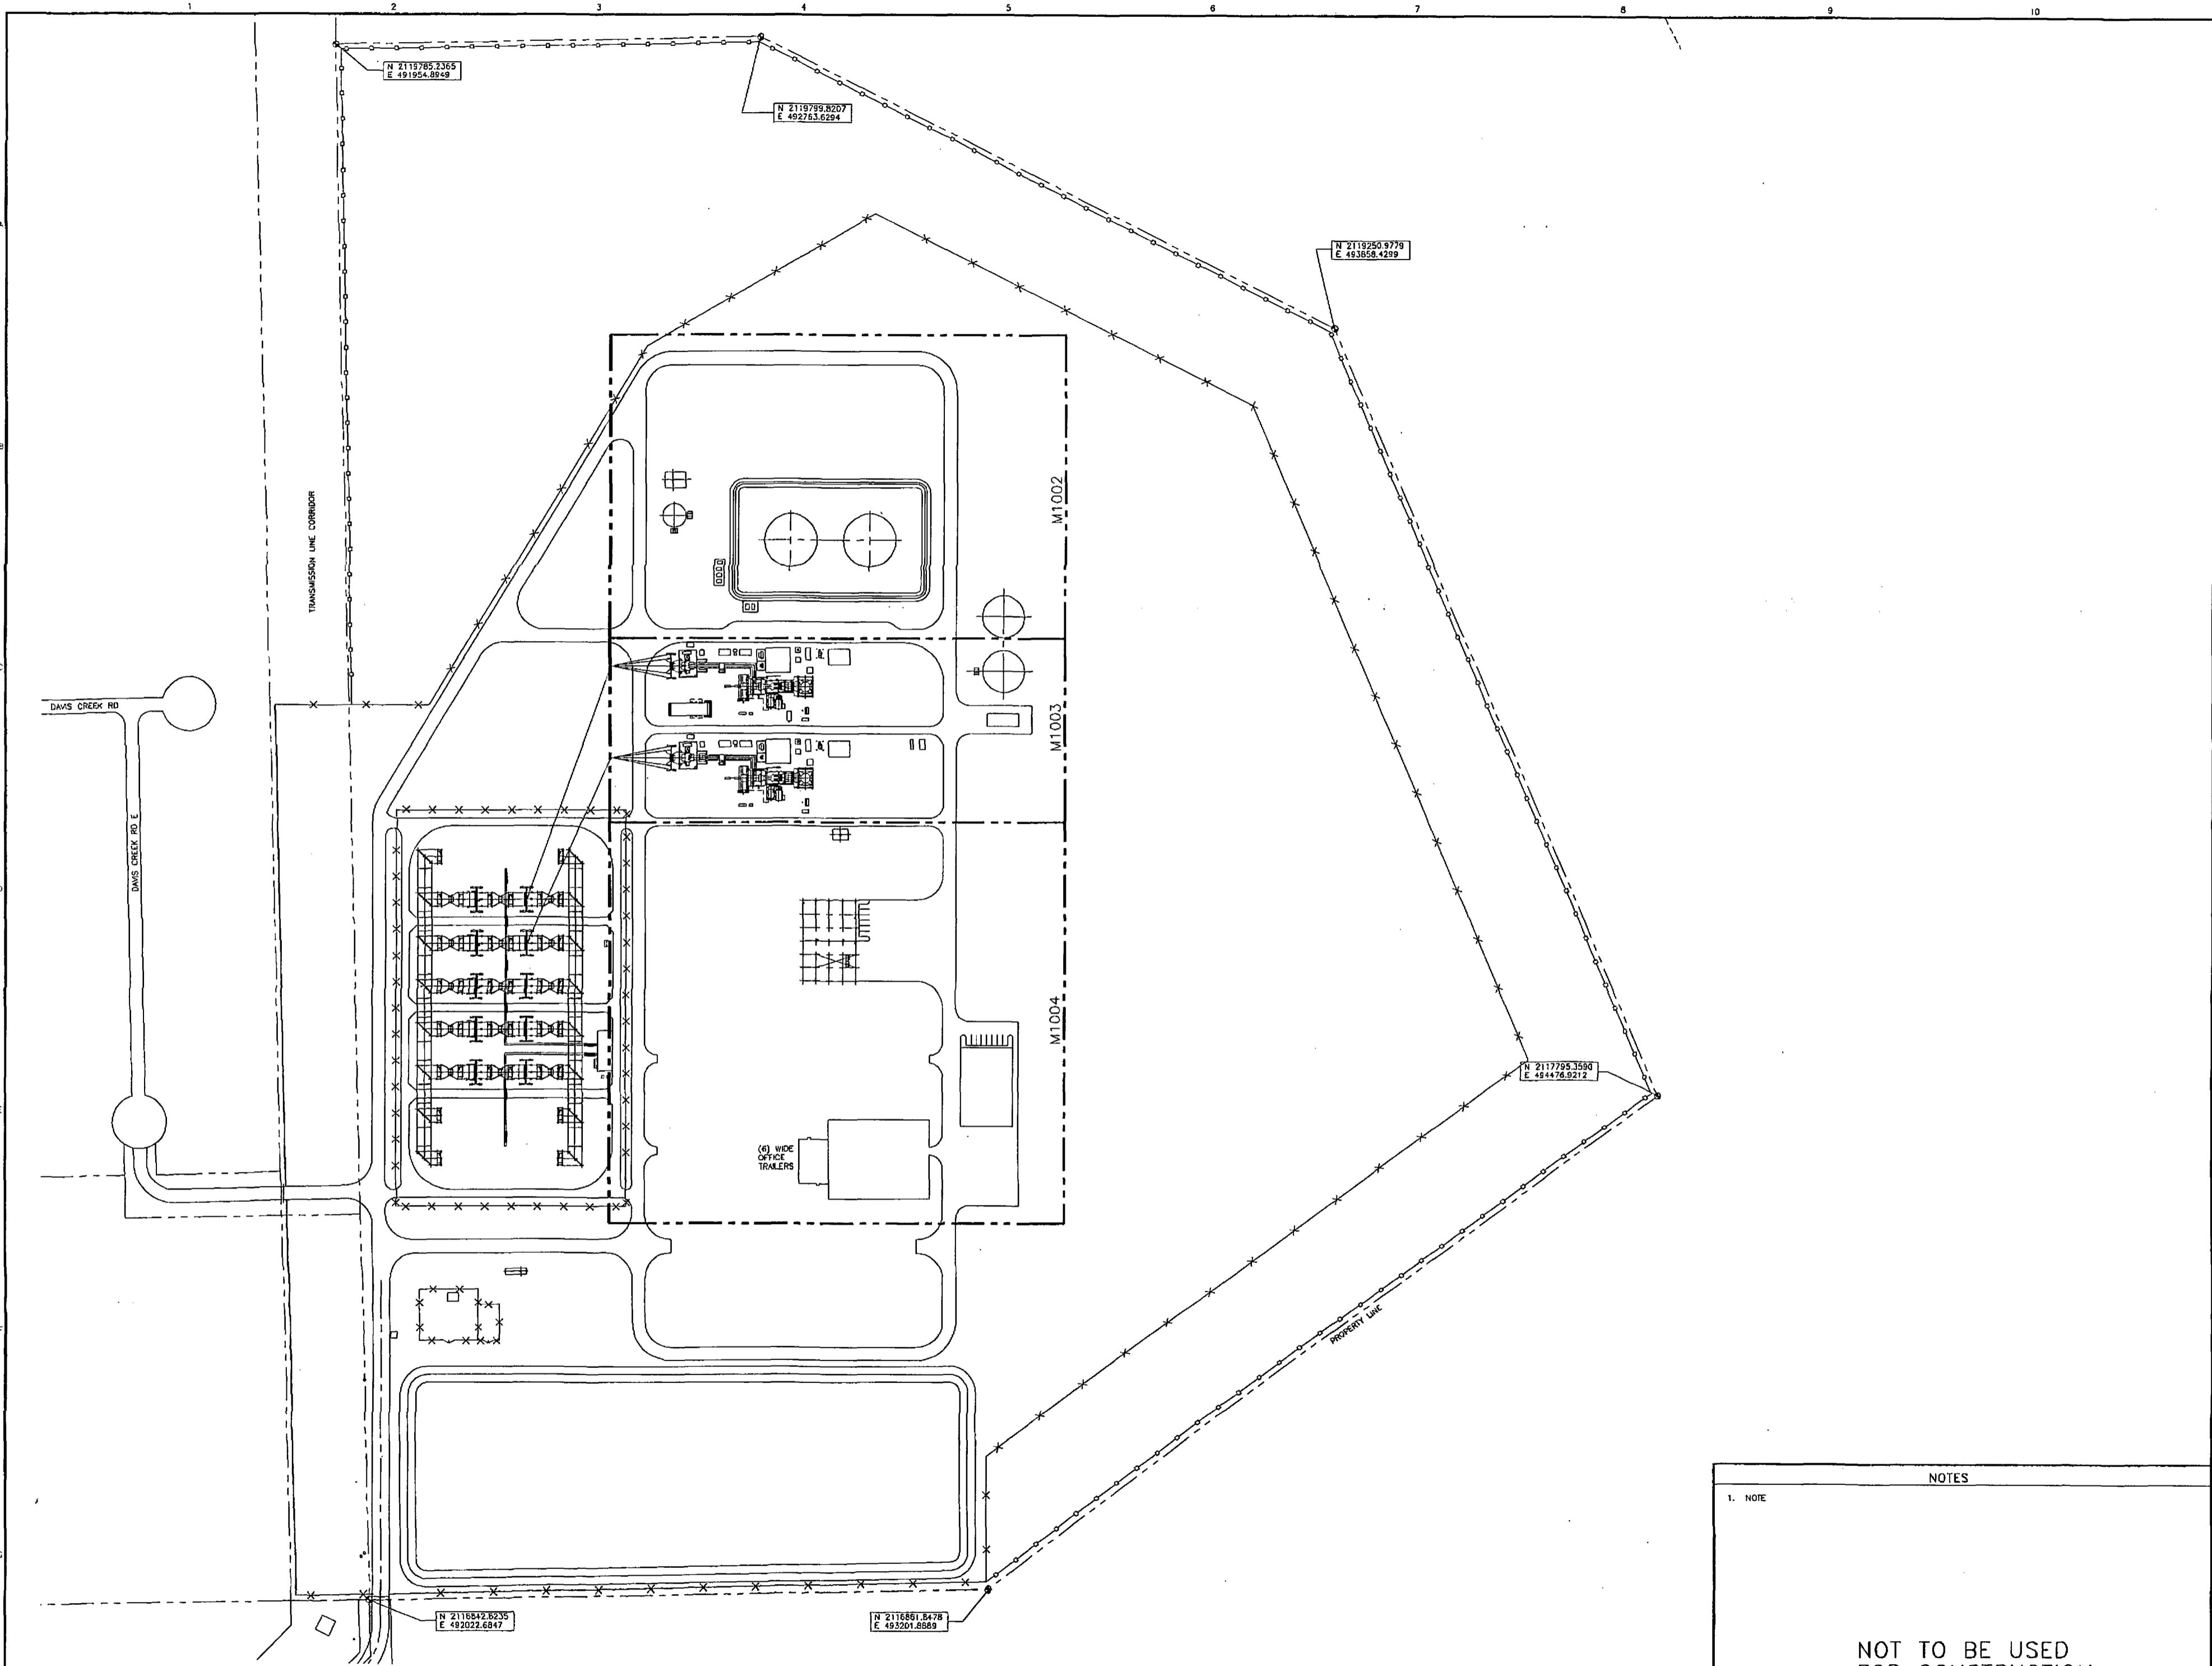 1 2 3 4 5 6 7 8 9 10
N 2119785.2365
E 491954.8949
N 2119799.8207
E 492763.6294
N 2119250.9779
E 493858.4299
TRANSMISSION LINE CORRIDOR
M1002
DAVIS CREEK RD
M1003
DAVIS CREEK RD E
M1004
N 2117795.3590
E 494476.9212
(6) WIDE
OFFICE
TRAILERS
PROPERTY LINE
NOTES
1. NOTE
N 2116842.6235
E 492022.6847
N 2116861.8478
E 493201.8689
NOT TO BE USED